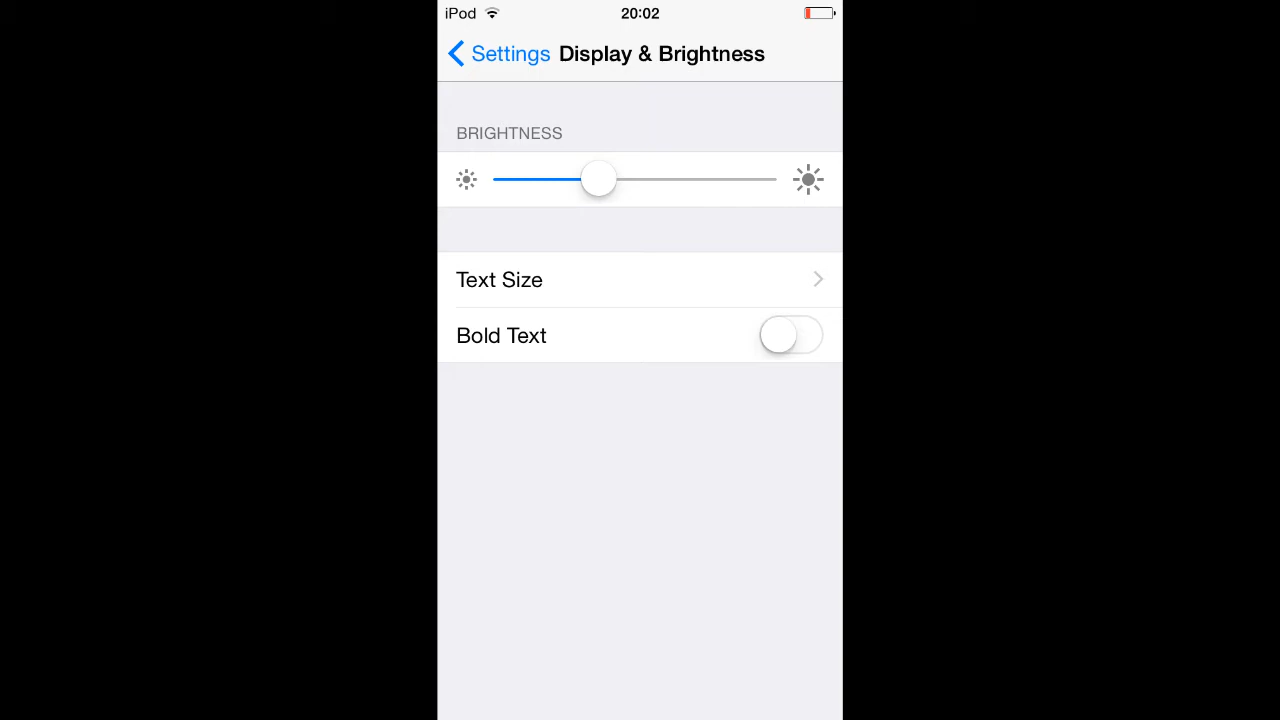 iPod 20:02
Settings Display & Brightness
BRIGHTNESS
Text Size
Bold Text